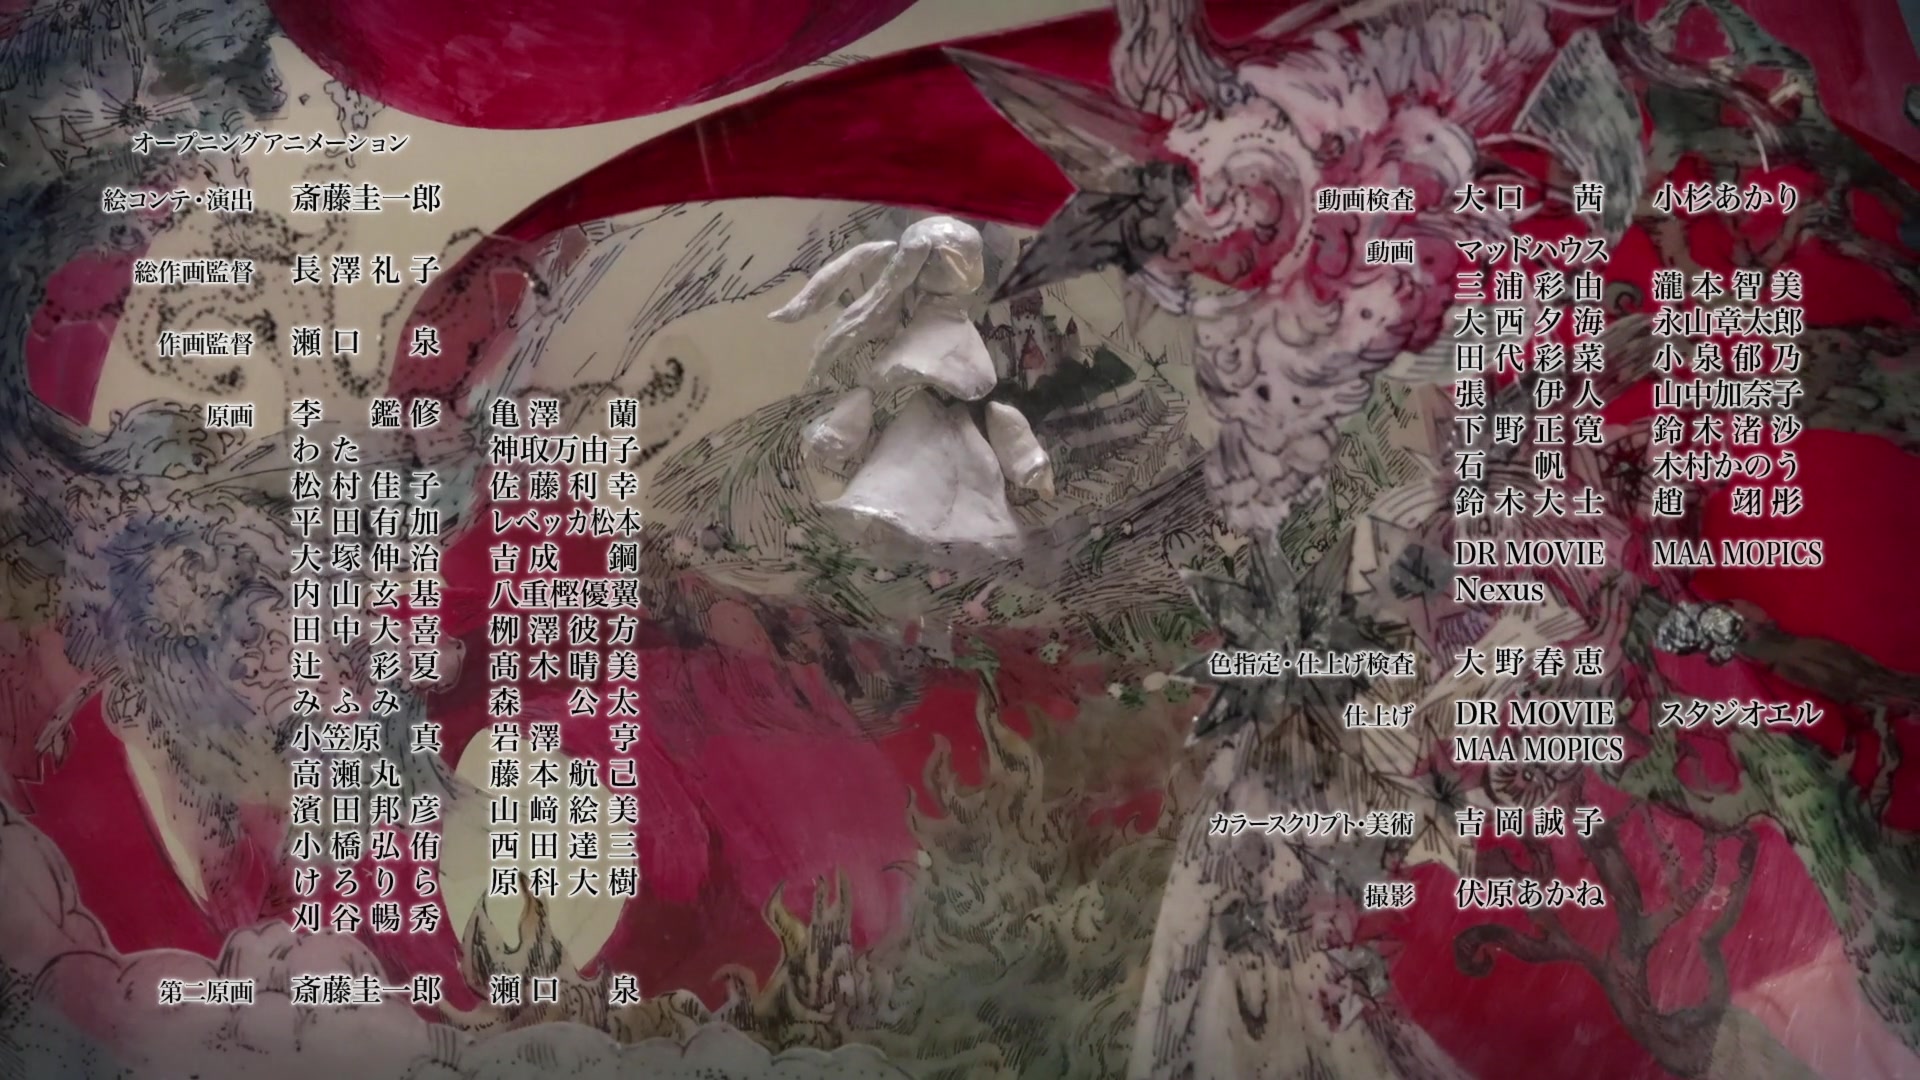 オープニングアニメーション
絵コンテ・演出 斎藤圭一郎
総作画監督 長澤礼子
作画監督 瀬口 泉
原画 李 鑑修 亀澤 蘭
わた 神取万由子
松村佳子 佐藤利幸
平田有加 レベッカ松本
大塚伸治 吉成 鋼
内山玄基 八重樫優翼
田中大喜 栁澤彼方
辻 彩夏 髙木晴美
みふみ 森 公太
小笠原 真 岩澤 亨
高瀬丸 藤本航己
濱田邦彦 山﨑絵美
小橋弘侑 西田達三
けろりら 原科大樹
刈谷暢秀
第二原画 斎藤圭一郎 瀬口 泉
動画検査 大口 茜 小杉あかり
動画 マッドハウス
三浦彩由 瀧本智美
大西夕海 永山章太郎
田代彩菜 小泉郁乃
張 伊人 山中加奈子
下野正寛 鈴木渚沙
石 帆 木村かのう
鈴木大士 趙 翊彤
DR MOVIE MAA MOPICS
Nexus
色指定・仕上げ検査 大野春恵
仕上げ DR MOVIE スタジオエル
MAA MOPICS
カラースクリプト・美術 吉岡誠子
撮影 伏原あかね